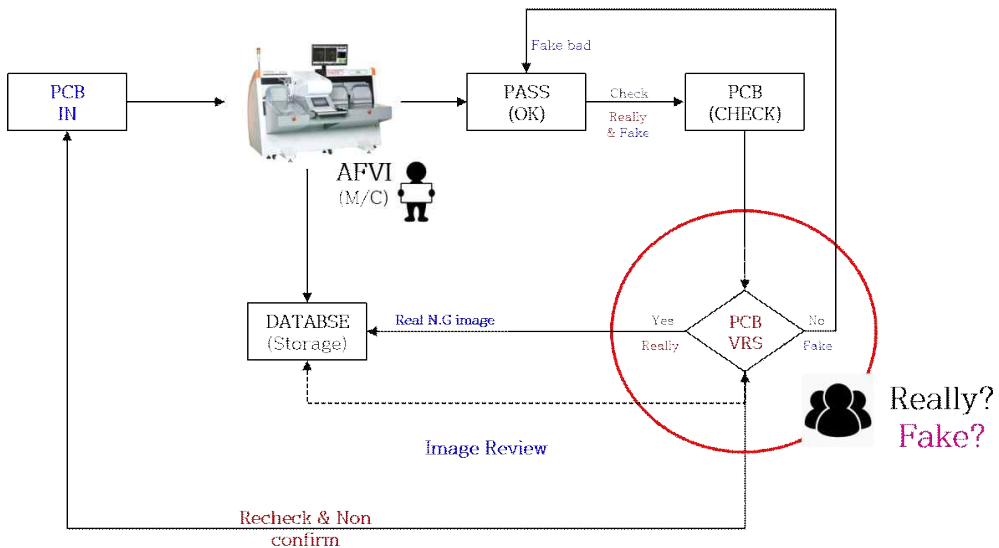 PCB
IN
AFVI
(M/C)
Fake bad
PASS
(OK)
Check
Really
& Fake
PCB
(CHECK)
DATABSE
(Storage)
Real N.G image
Yes
Really
PCB
VRS
No
Fake
Really?
Fake?
Image Review
Recheck & Non
confirm